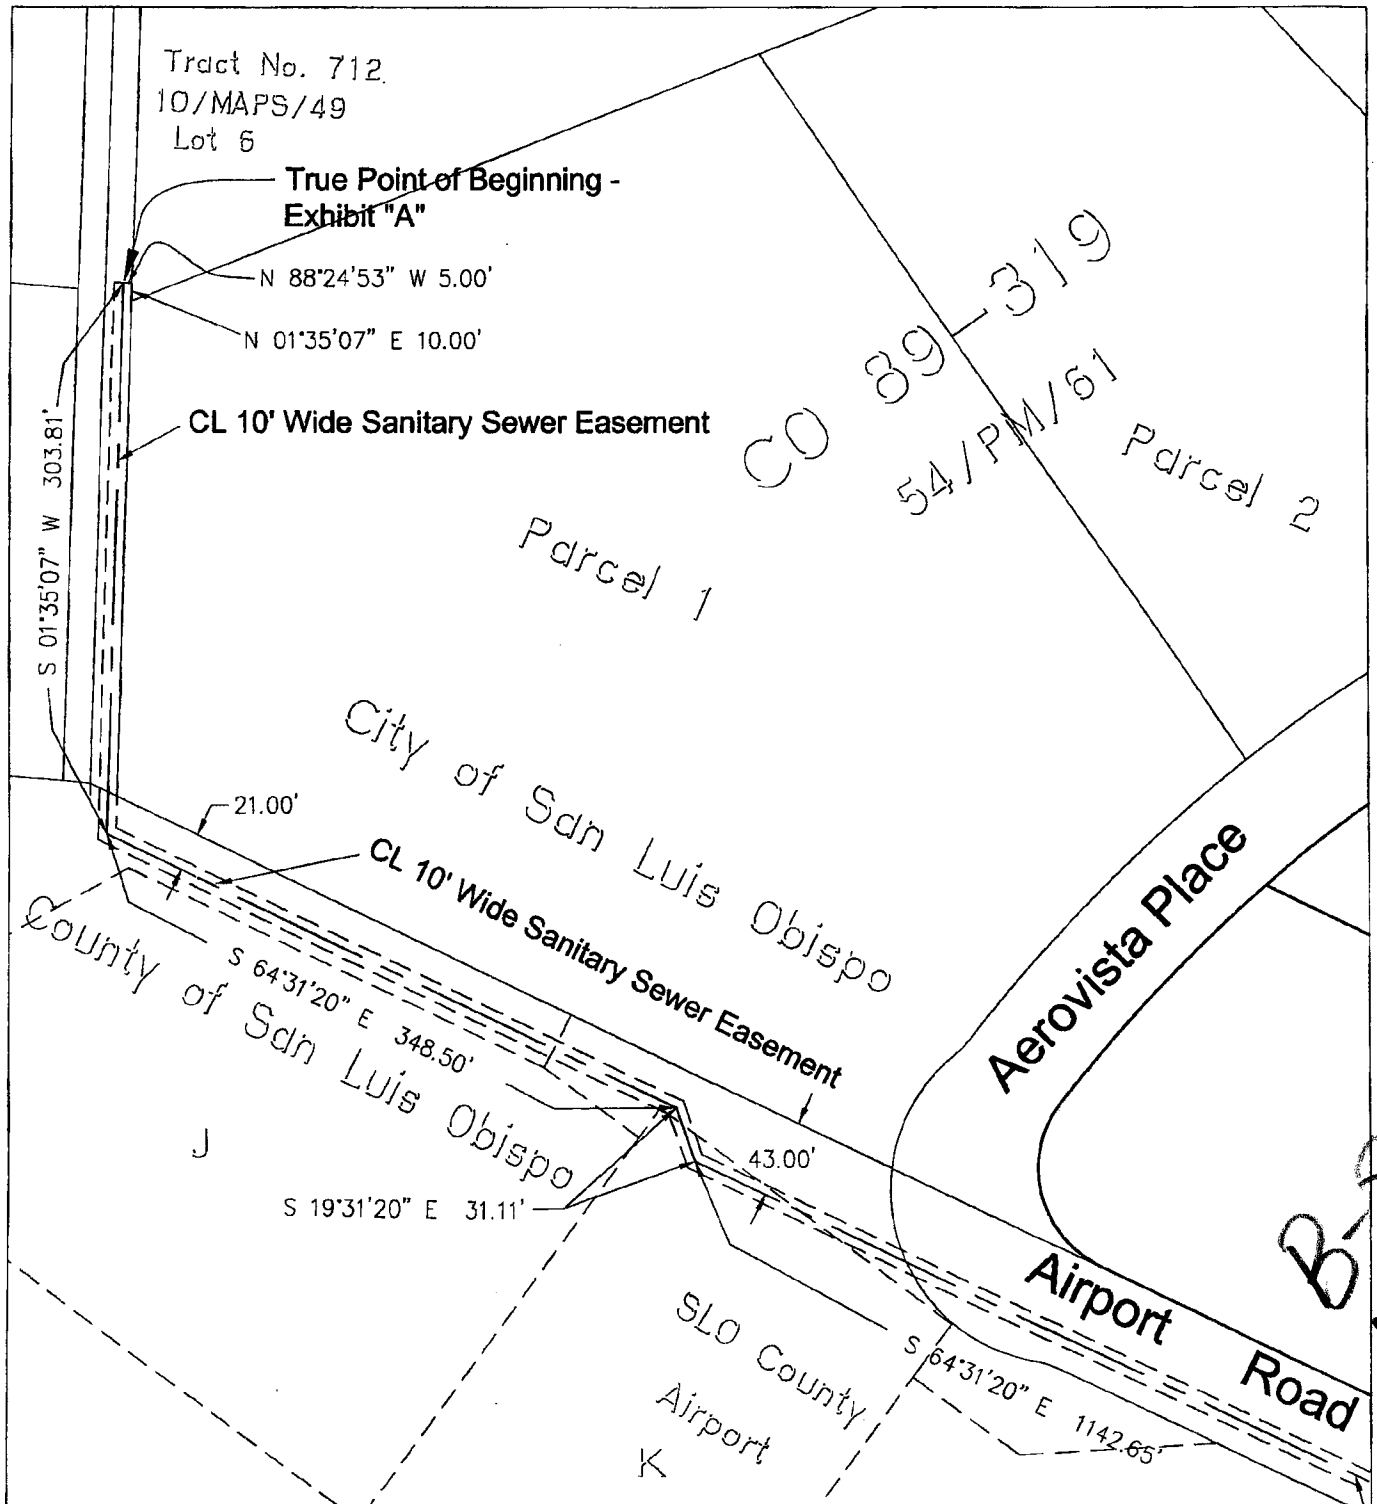 Tract No. 712
10/MAPS/49
Lot 6
True Point of Beginning -
Exhibit "A"
N 88°24'53" W 5.00'
N 01°35'07" E 10.00'
CO 89-319
54/PM/61
Parcel 2
CL 10' Wide Sanitary Sewer Easement
S 01°35'07" W 303.81'
Parcel 1
City of San Luis Obispo
21.00'
CL 10' Wide Sanitary Sewer Easement
Aerovista Place
County of San Luis Obispo
S 64°31'20" E 348.50'
J
43.00'
S 19°31'20" E 31.11'
Airport Road
SLO County
Airport
K
S 64°31'20" E 1142.65'